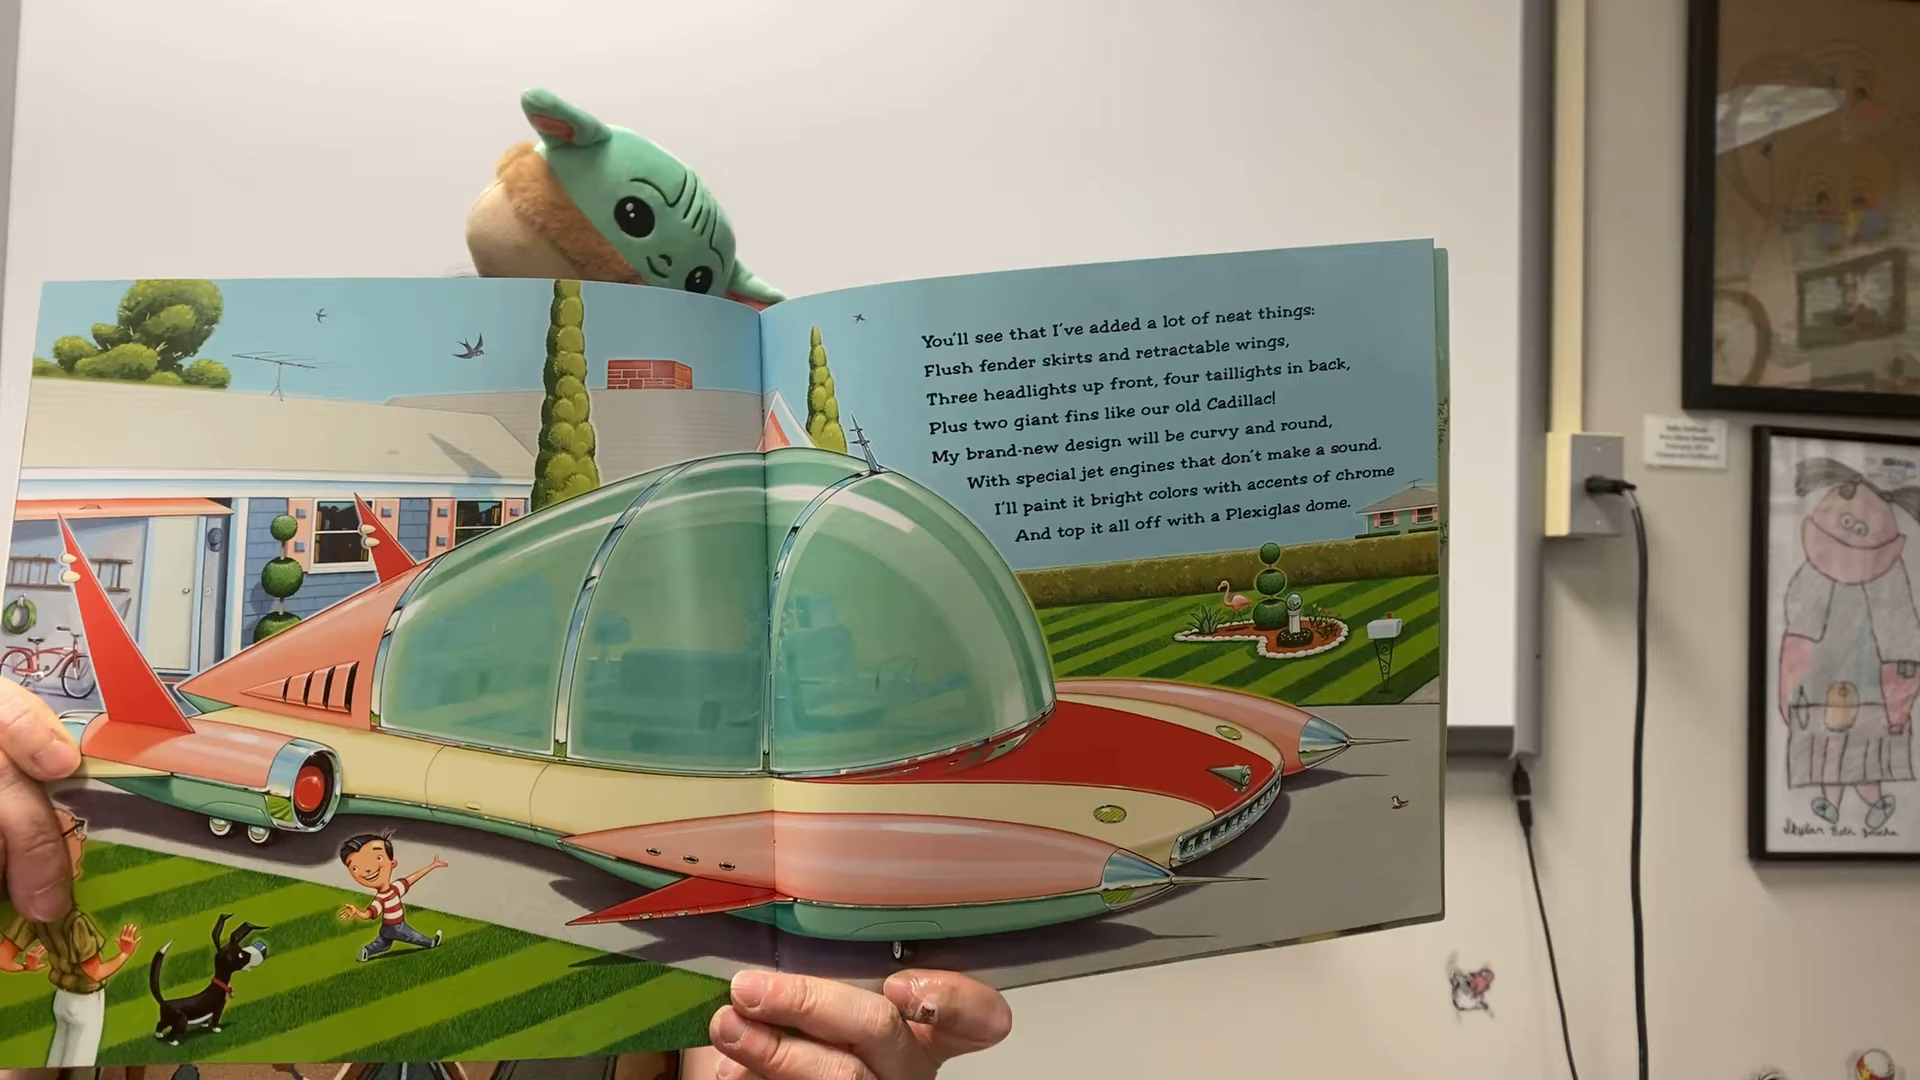 You'll see that I've added a lot of neat things:
Flush fender skirts and retractable wings,
Three headlights up front, four taillights in back,
Plus two giant fins like our old Cadillac!
My brand-new design will be curvy and round,
With special jet engines that don't make a sound.
I'll paint it bright colors with accents of chrome
And top it all off with a Plexiglas dome.
Skylar Beth